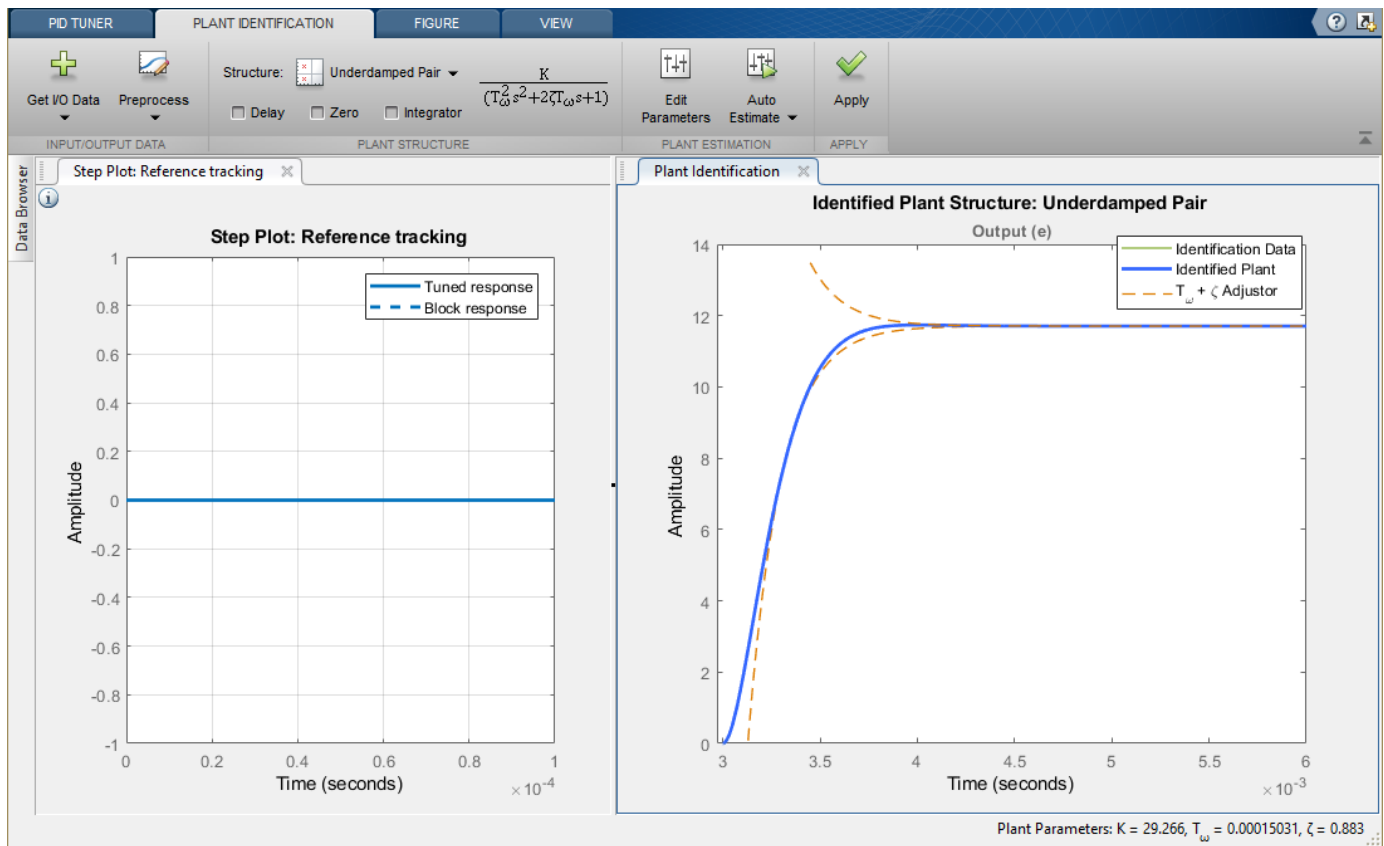 PID TUNER PLANT IDENTIFICATION FIGURE VIEW
Get I/O Data Preprocess
Structure: Underdamped Pair
K
(T²ωs²+2ζTωs+1)
Delay Zero Integrator
Edit Parameters
Auto Estimate
Apply
INPUT/OUTPUT DATA PLANT STRUCTURE PLANT ESTIMATION APPLY
Data Browser
Step Plot: Reference tracking
Step Plot: Reference tracking
Tuned response
Block response
1
0.8
0.6
0.4
0.2
0
-0.2
-0.4
-0.6
-0.8
-1
Amplitude
0 0.2 0.4 0.6 0.8 1
Time (seconds)
×10⁻⁴
Plant Identification
Identified Plant Structure: Underdamped Pair
Output (e)
Identification Data
Identified Plant
Tω + ζ Adjustor
14
12
10
8
6
4
2
0
Amplitude
3 3.5 4 4.5 5 5.5 6
Time (seconds)
×10⁻³
Plant Parameters: K = 29.266, Tω = 0.00015031, ζ = 0.883